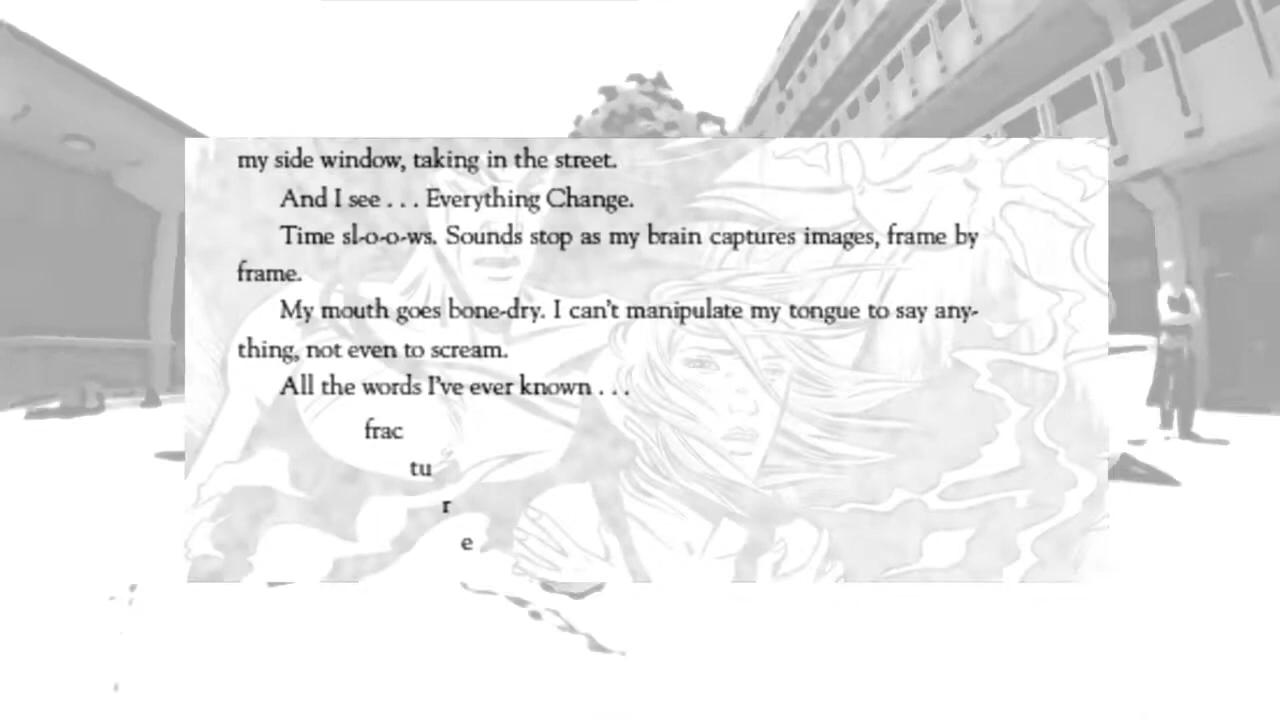 my side window, taking in the street.
And I see . . . Everything Change.
Time sl-o-o-ws. Sounds stop as my brain captures images, frame by
frame.
My mouth goes bone-dry. I can't manipulate my tongue to say any-
thing, not even to scream.
All the words I've ever known . . .
frac
tu
r
e